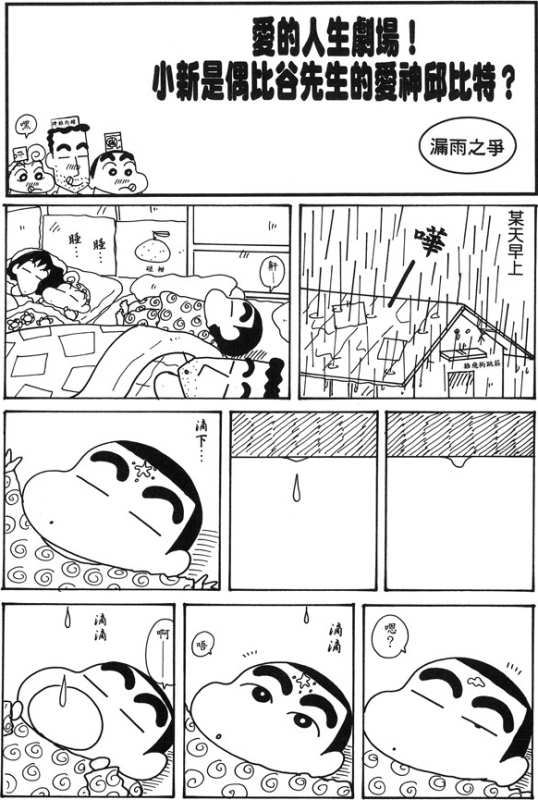 愛的人生劇場！
小新是偶比谷先生的愛神邱比特？
漏雨之爭
嘿
某天早上
嘩
睡…
睡…
鼾—
滴下…
嗯？
滴滴
唔
滴滴
啊—